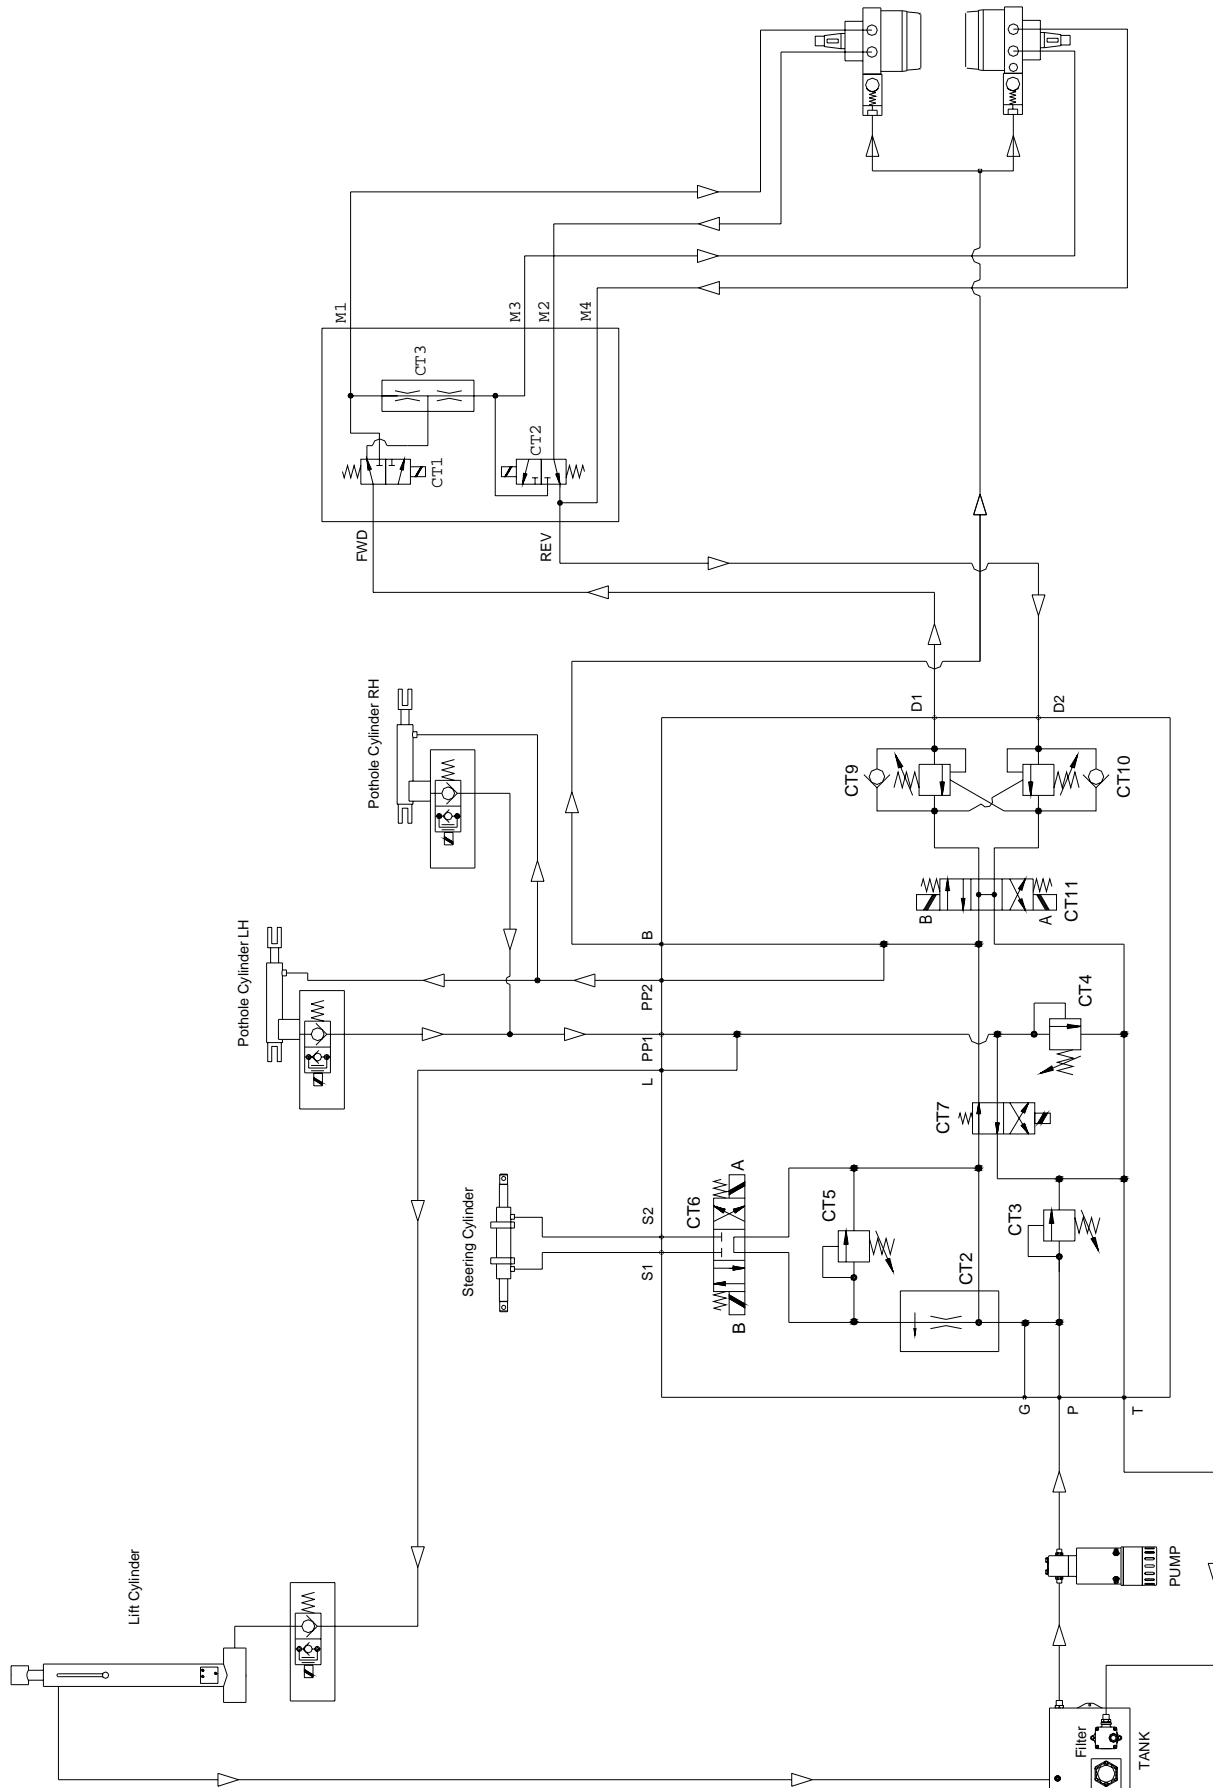 M1
M3
M2
M4
CT3
CT1
CT2
FWD
REV
Pothole Cylinder RH
Pothole Cylinder LH
D1
D2
CT9
CT10
B
A
CT11
B
PP2
PP1
L
CT4
CT7
Steering Cylinder
S2
S1
CT6
A
B
CT5
CT3
CT2
G
P
T
Lift Cylinder
PUMP
Filter
TANK